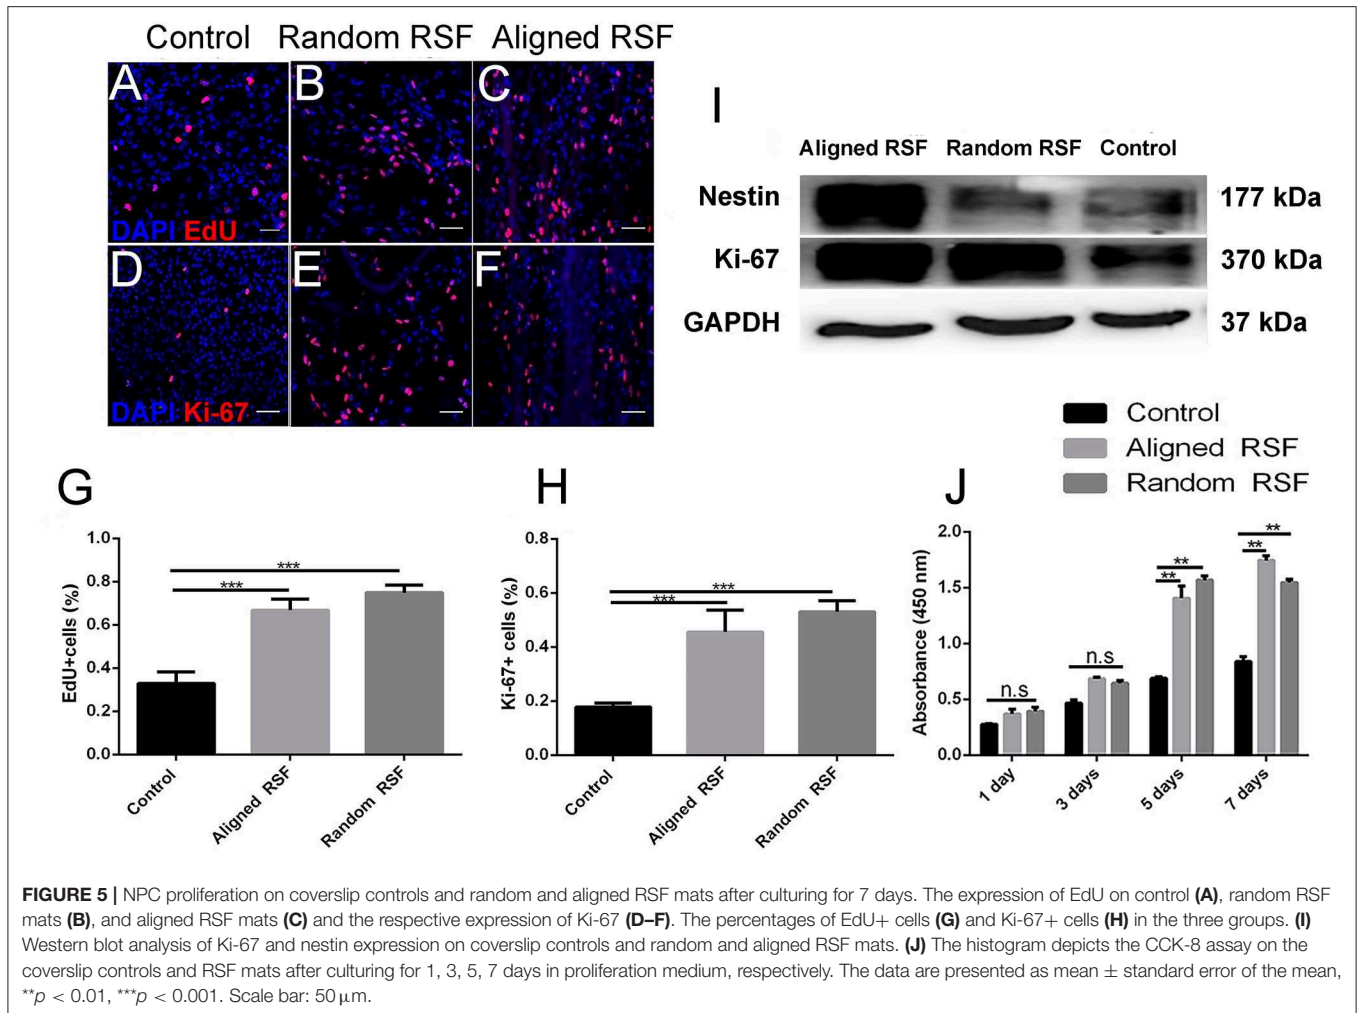 Control Random RSF Aligned RSF
A B C
DAPI EdU
D E F
DAPI Ki-67
I
Aligned RSF Random RSF Control
Nestin 177 kDa
Ki-67 370 kDa
GAPDH 37 kDa
G
EdU+cells (%)
1.0
0.8
0.6
0.4
0.2
0.0
***
***
Control Aligned RSF Random RSF
H
Ki-67+ cells (%)
0.8
0.6
0.4
0.2
0.0
***
***
Control Aligned RSF Random RSF
J
Control
Aligned RSF
Random RSF
Absorbance (450 nm)
2.0
1.5
1.0
0.5
0.0
n.s
n.s
**
**
**
**
1 day 3 days 5 days 7 days
FIGURE 5 | NPC proliferation on coverslip controls and random and aligned RSF mats after culturing for 7 days. The expression of EdU on control (A), random RSF
mats (B), and aligned RSF mats (C) and the respective expression of Ki-67 (D–F). The percentages of EdU+ cells (G) and Ki-67+ cells (H) in the three groups. (I)
Western blot analysis of Ki-67 and nestin expression on coverslip controls and random and aligned RSF mats. (J) The histogram depicts the CCK-8 assay on the
coverslip controls and RSF mats after culturing for 1, 3, 5, 7 days in proliferation medium, respectively. The data are presented as mean ± standard error of the mean,
**p < 0.01, ***p < 0.001. Scale bar: 50 μm.